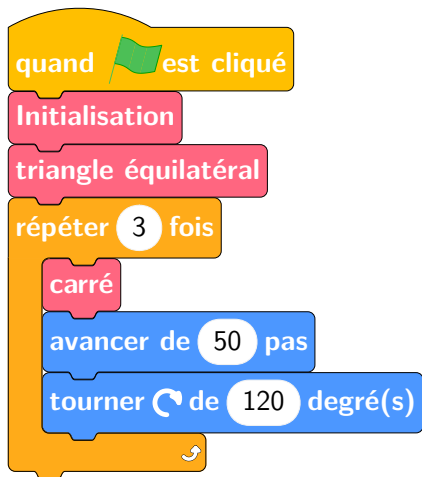 quand est cliqué
Initialisation
triangle équilatéral
répéter 3 fois
carré
avancer de 50 pas
tourner de 120 degré(s)